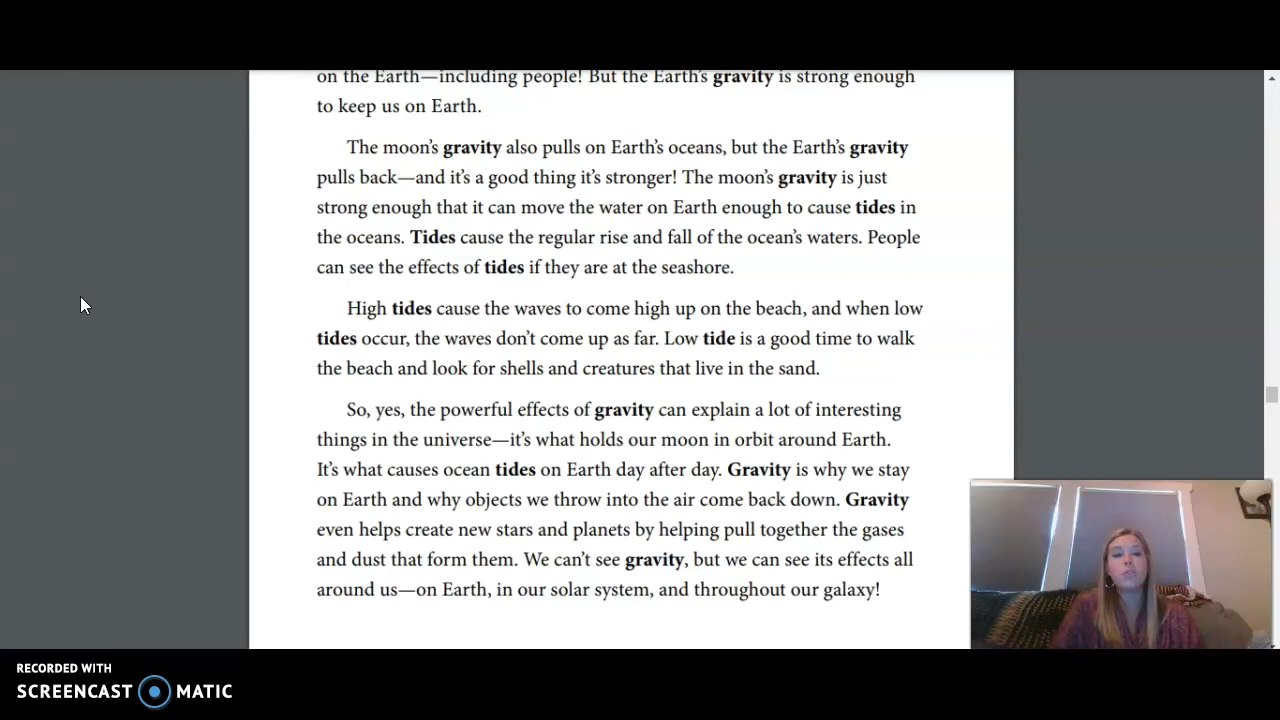 on the Earth—including people! But the Earth's gravity is strong enough
to keep us on Earth.
The moon's gravity also pulls on Earth's oceans, but the Earth's gravity
pulls back—and it's a good thing it's stronger! The moon's gravity is just
strong enough that it can move the water on Earth enough to cause tides in
the oceans. Tides cause the regular rise and fall of the ocean's waters. People
can see the effects of tides if they are at the seashore.
High tides cause the waves to come high up on the beach, and when low
tides occur, the waves don't come up as far. Low tide is a good time to walk
the beach and look for shells and creatures that live in the sand.
So, yes, the powerful effects of gravity can explain a lot of interesting
things in the universe—it's what holds our moon in orbit around Earth.
It's what causes ocean tides on Earth day after day. Gravity is why we stay
on Earth and why objects we throw into the air come back down. Gravity
even helps create new stars and planets by helping pull together the gases
and dust that form them. We can't see gravity, but we can see its effects all
around us—on Earth, in our solar system, and throughout our galaxy!
RECORDED WITH
SCREENCAST MATIC